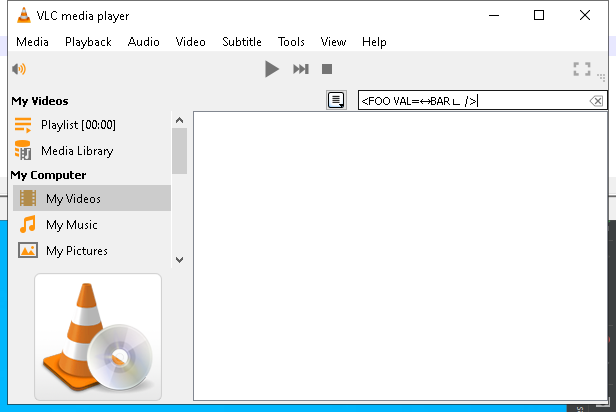 VLC media player
Media Playback Audio Video Subtitle Tools View Help
<FOO VAL=↔BAR∟ />
My Videos
Playlist [00:00]
Media Library
My Computer
My Videos
My Music
My Pictures